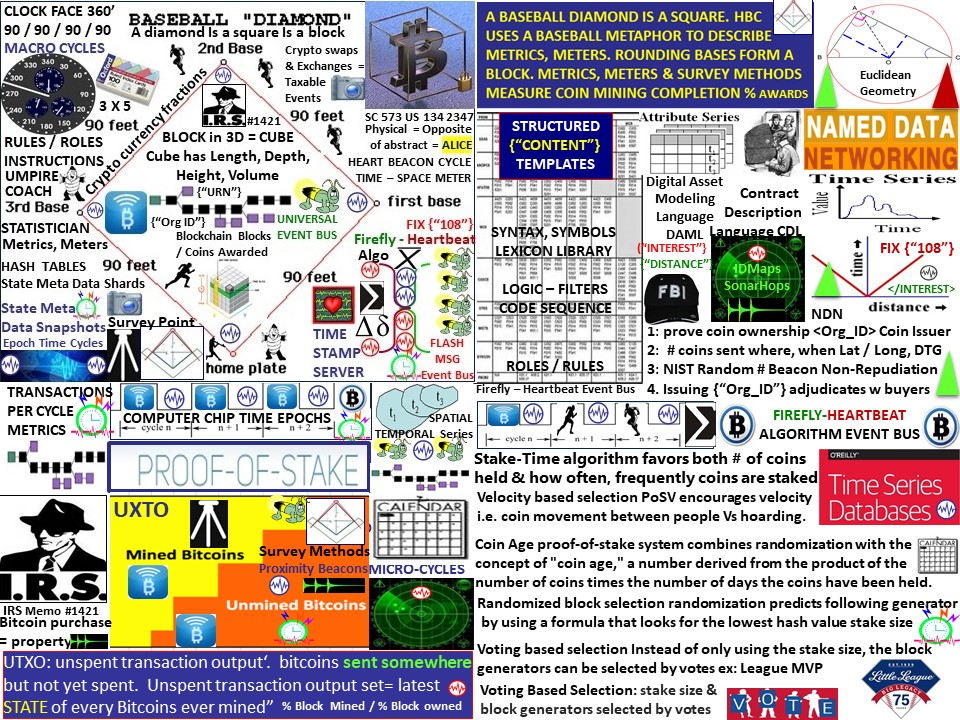 CLOCK FACE 360’
90 / 90 / 90 / 90
MACRO CYCLES
BASEBALL "DIAMOND"
A diamond Is a square Is a block
2nd Base
Crypto swaps
& Exchanges =
Taxable
Events
Oxford
3 X 5
90 feet
Crypto currency fractions
I.R.S.
#1421
90 feet
BLOCK in 3D = CUBE
Cube has Length, Depth,
Height, Volume
RULES / ROLES
INSTRUCTIONS
UMPIRE
COACH
3rd Base
STATISTICIAN
Metrics, Meters
SC 573 US 134 2347
Physical = Opposite
of abstract = ALICE
HEART BEACON CYCLE
TIME – SPACE METER
first base
{“URN”}
{“Org ID”}
Blockchain Blocks
/ Coins Awarded
UNIVERSAL
EVENT BUS
FIX {“108”}
Firefly - Heartbeat
Algo
HASH TABLES
State Meta Data Shards
90 feet
90 feet
State Meta
Data Snapshots
Epoch Time Cycles
Survey Point
home plate
TIME
STAMP
SERVER
Σ
Δδ
FLASH
MSG
Event Bus
TRANSACTIONS
PER CYCLE
METRICS
COMPUTER CHIP TIME EPOCHS
cycle n
n + 1
n + 2
SPATIAL
TEMPORAL Series
PROOF-OF-STAKE
I.R.S.
IRS Memo #1421
Bitcoin purchase
= property
UXTO
Mined Bitcoins
Survey Methods
Proximity Beacons
Unmined Bitcoins
CALENDAR
MICRO-CYCLES
UTXO: unspent transaction output‘. bitcoins sent somewhere
but not yet spent. Unspent transaction output set= latest
STATE of every Bitcoins ever mined” % Block Mined / % Block owned
A BASEBALL DIAMOND IS A SQUARE. HBC
USES A BASEBALL METAPHOR TO DESCRIBE
METRICS, METERS. ROUNDING BASES FORM A
BLOCK. METRICS, METERS & SURVEY METHODS
MEASURE COIN MINING COMPLETION % AWARDS
Euclidean
Geometry
STRUCTURED
{“CONTENT”}
TEMPLATES
SYNTAX, SYMBOLS
LEXICON LIBRARY
LOGIC – FILTERS
CODE SEQUENCE
ROLES / RULES
Attribute Series
Digital Asset
Modeling
Language
DAML
Contract
Description
Language CDL
NAMED DATA
NETWORKING
Time Series
Value
Time
{“INTEREST”}
{“DISTANCE”}
FBI
IDMaps
SonarHops
FIX {“108”}
</INTEREST>
time
distance
NDN
1: prove coin ownership <Org_ID> Coin Issuer
2: # coins sent where, when Lat / Long, DTG
3: NIST Random # Beacon Non-Repudiation
4. Issuing {“Org_ID”} adjudicates w buyers
Firefly – Heartbeat Event Bus
cycle n
n + 1
n + 2
Σ
FIREFLY-HEARTBEAT
ALGORITHM EVENT BUS
Stake-Time algorithm favors both # of coins
held & how often, frequently coins are staked
Velocity based selection PoSV encourages velocity
i.e. coin movement between people Vs hoarding.
O'REILLY
Time Series
Databases
Coin Age proof-of-stake system combines randomization with the
concept of "coin age," a number derived from the product of the
number of coins times the number of days the coins have been held.
CALENDAR
Randomized block selection randomization predicts following generator
by using a formula that looks for the lowest hash value stake size
Voting based selection Instead of only using the stake size, the block
generators can be selected by votes ex: League MVP
Voting Based Selection: stake size &
block generators selected by votes
VOTE
Little League
BIG LEGACY
75